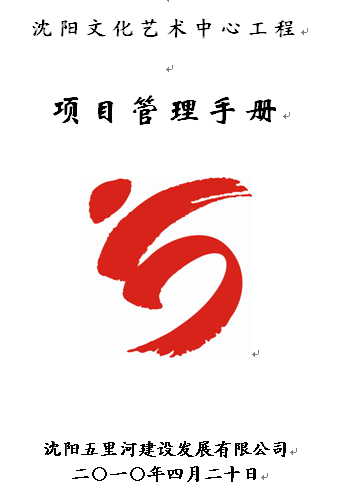 沈阳文化艺术中心工程
项目管理手册
沈阳五里河建设发展有限公司
二〇一〇年四月二十日